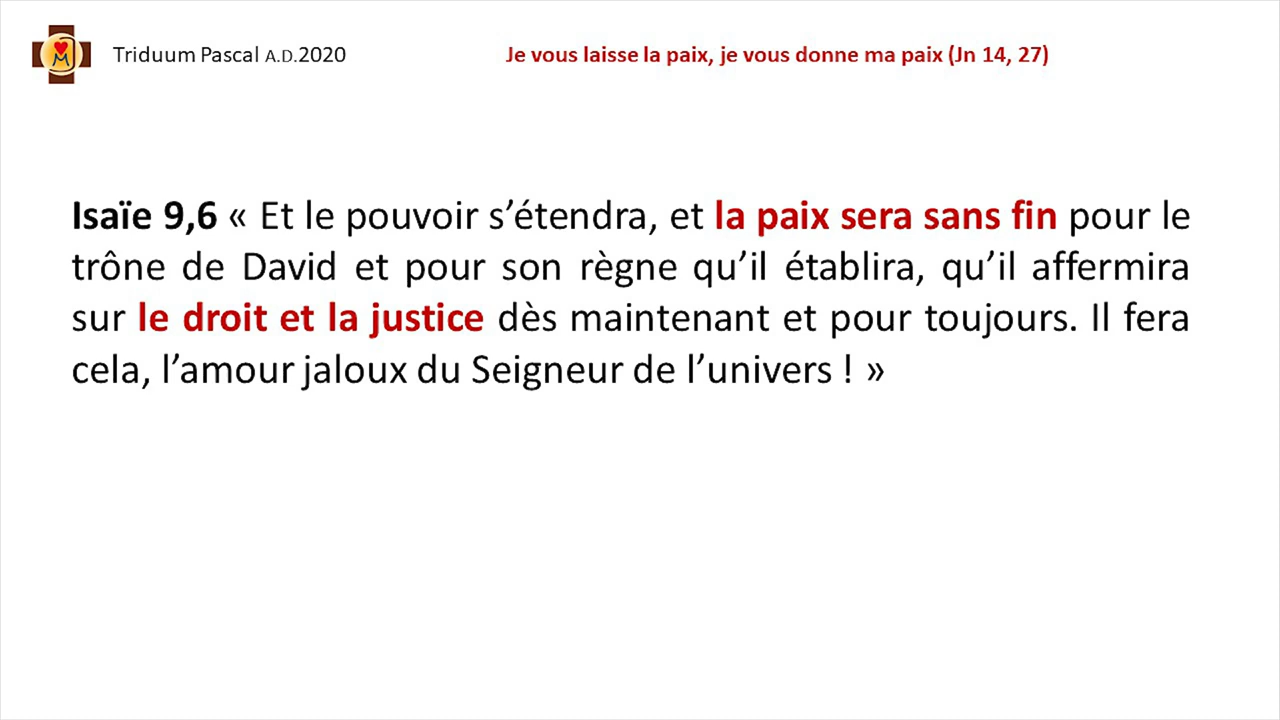 Triduum Pascal A.D.2020
Je vous laisse la paix, je vous donne ma paix (Jn 14, 27)
Isaïe 9,6 « Et le pouvoir s’étendra, et la paix sera sans fin pour le
trône de David et pour son règne qu’il établira, qu’il affermira
sur le droit et la justice dès maintenant et pour toujours. Il fera
cela, l’amour jaloux du Seigneur de l’univers ! »